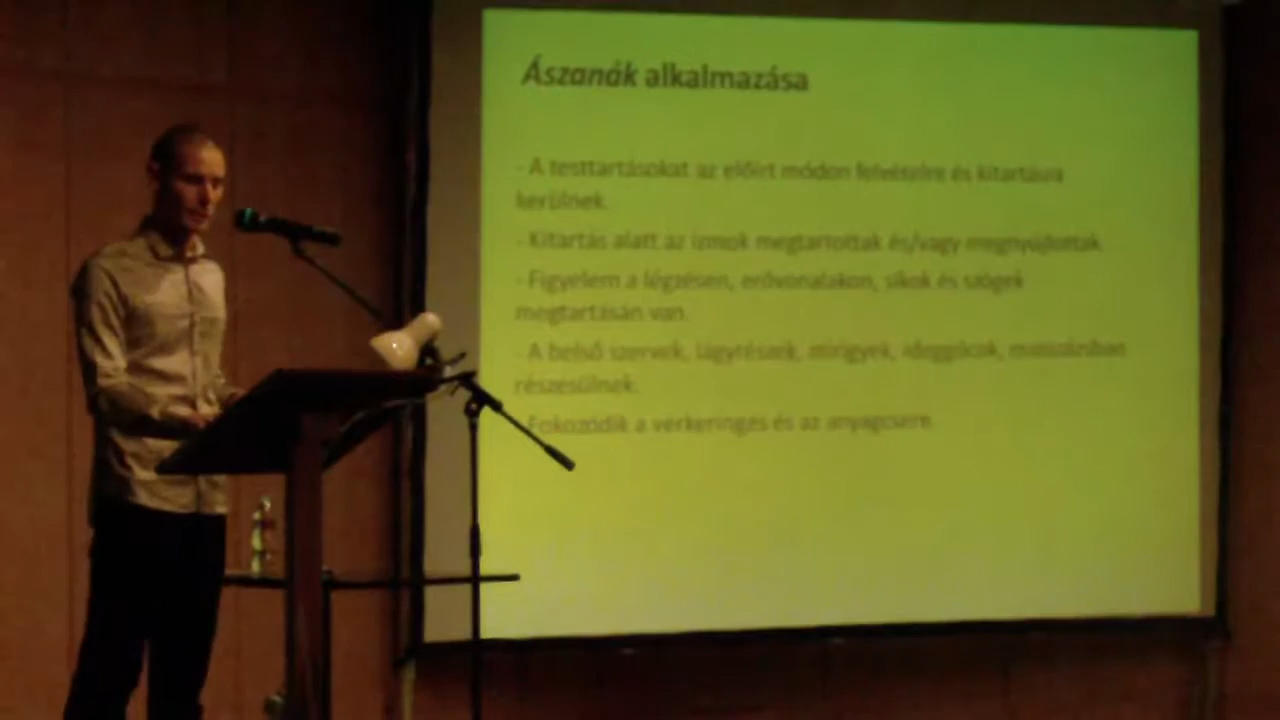 Ászanák alkalmazása
- A testtartásokat az előírt módon felvételre és kitartásra
kerülnek.
- Kitartás alatt az izmok megtartottak és/vagy megnyújtottak.
- Figyelem a légzésen, erővonalakon, síkok és szögek
megtartásán van.
- A belső szervek, lágyrészek, mirigyek, ideggócok, masszázsban
részesülnek.
- Fokozódik a vérkeringés és az anyagcsere.